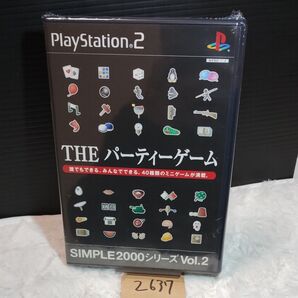 PlayStation.2
THE パーティーゲーム
誰でもできる、みんなでできる、40種類のミニゲームが満載。
SIMPLE2000シリーズ Vol.2
2637